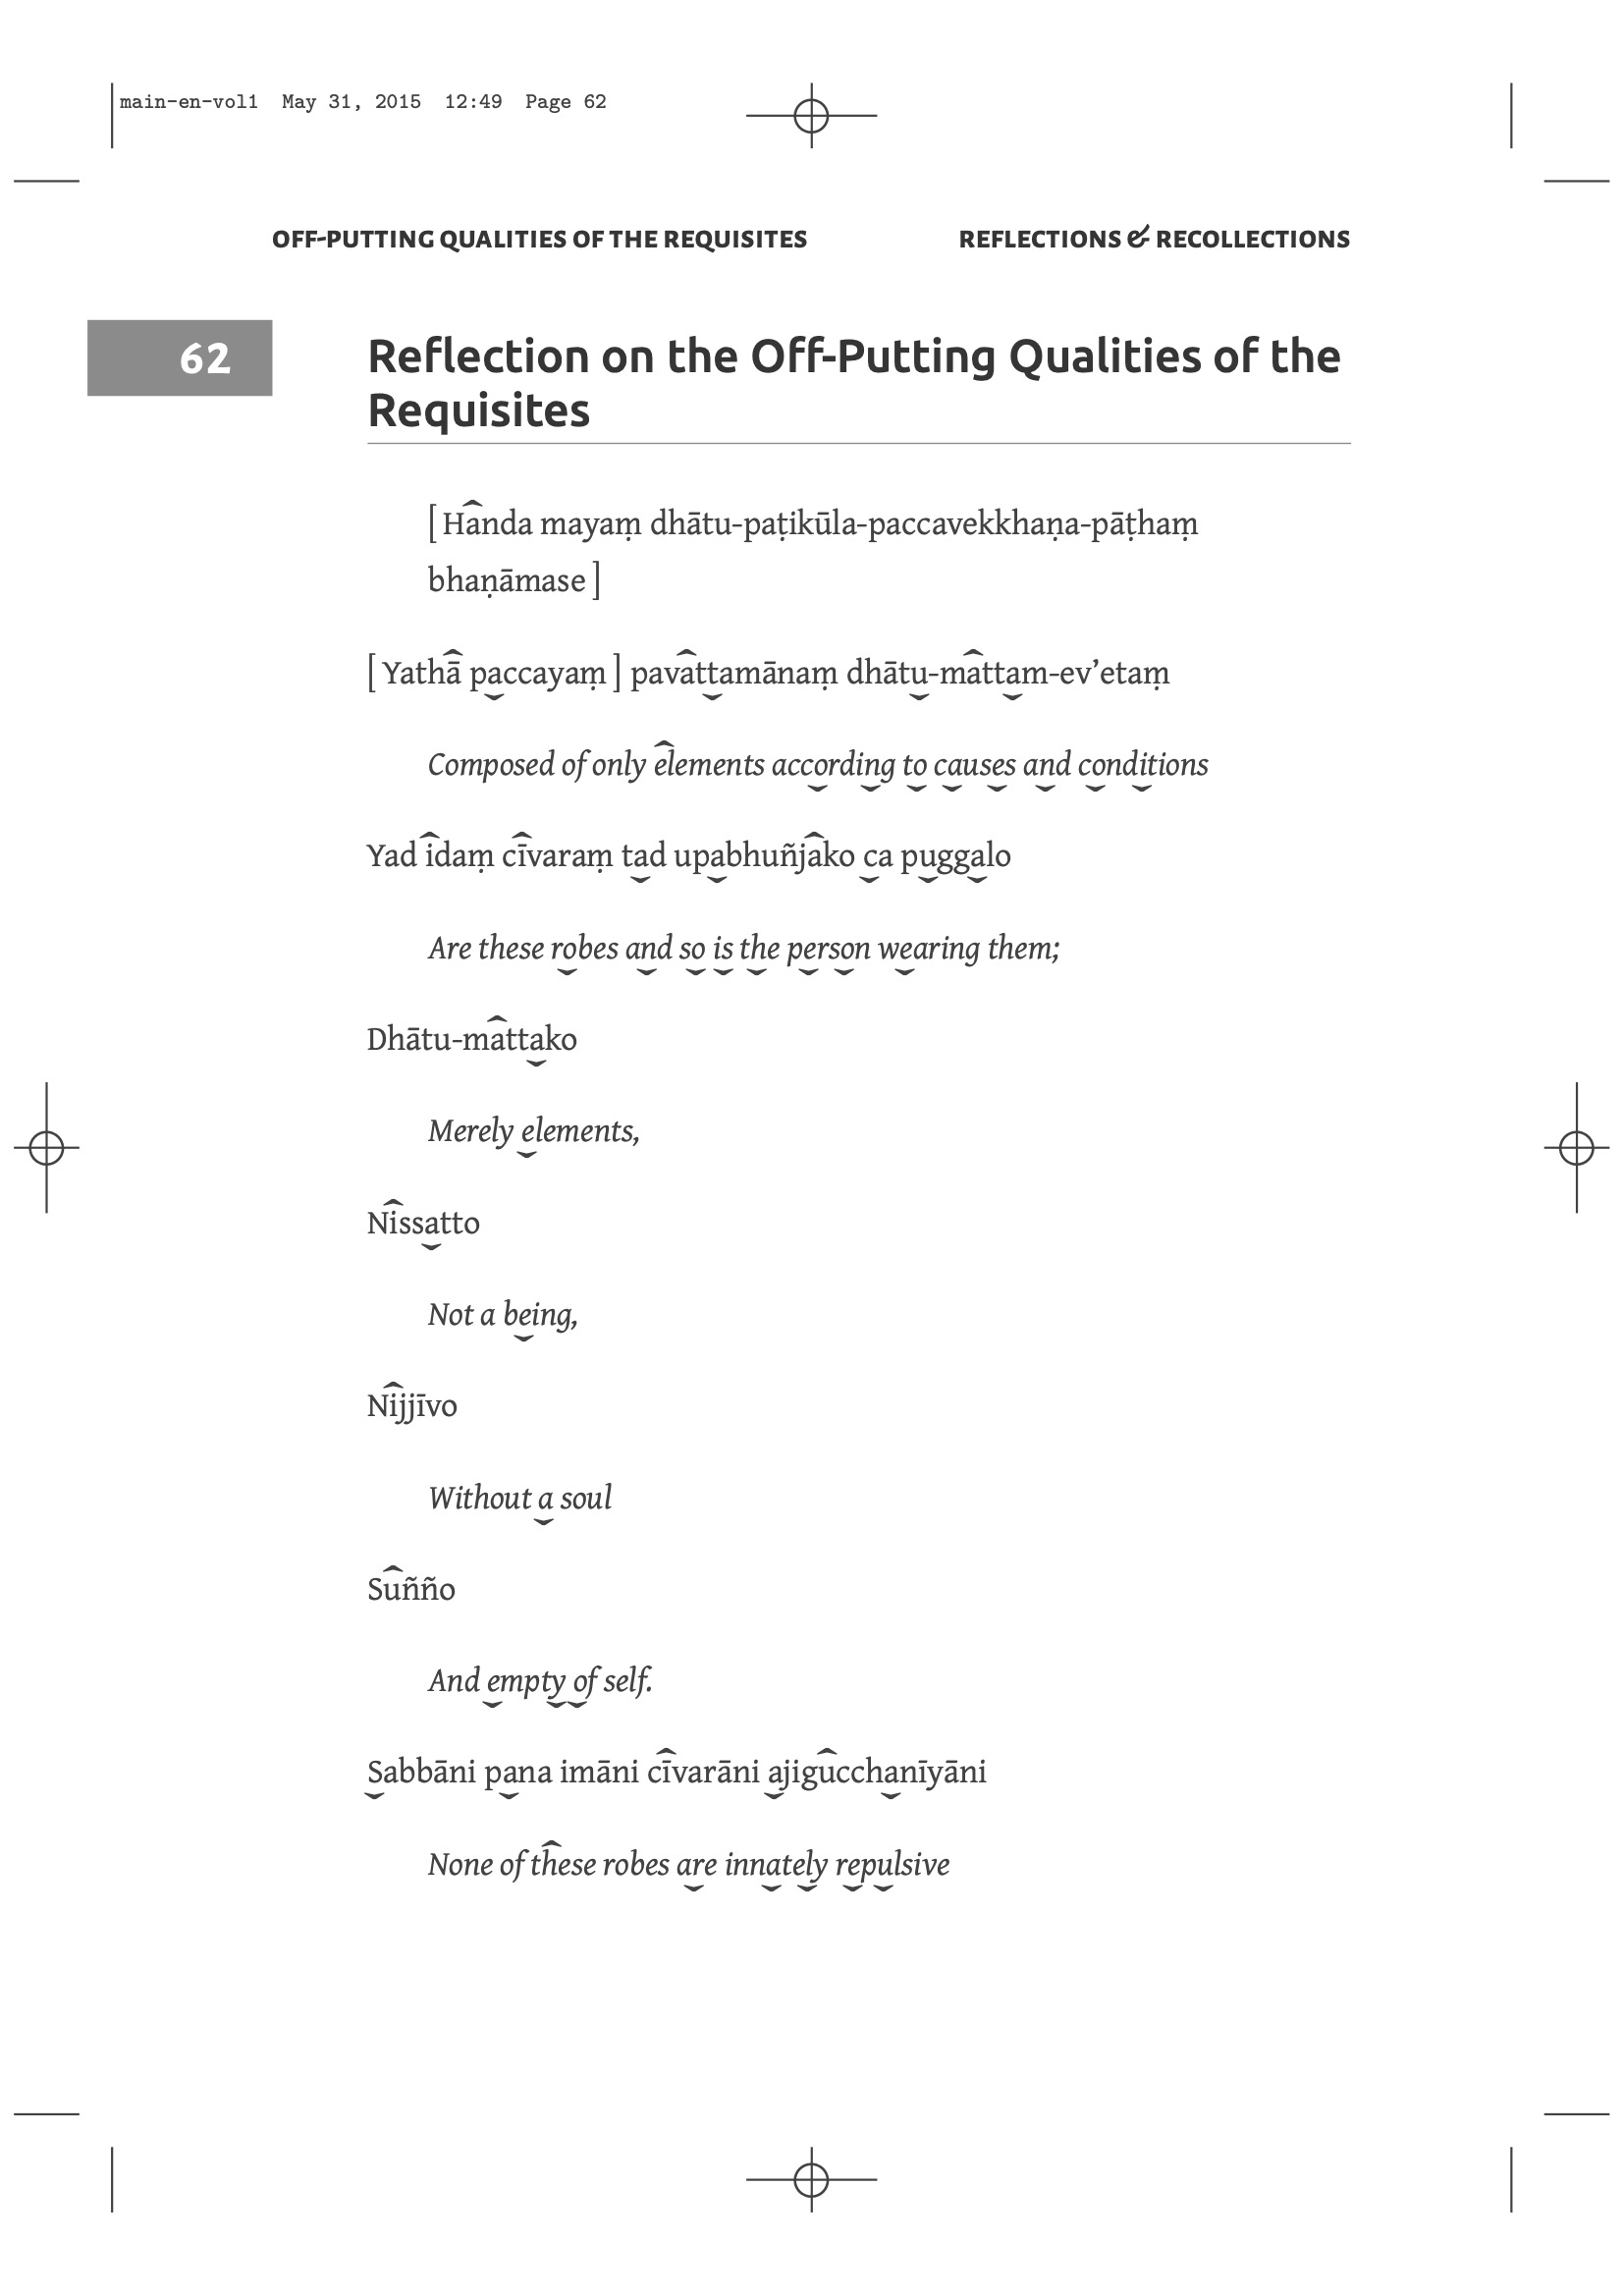 main-en-vol1 May 31, 2015 12:49 Page 62
OFF-PUTTING QUALITIES OF THE REQUISITES REFLECTIONS & RECOLLECTIONS
62
Reflection on the Off-Putting Qualities of the
Requisites
[ Handa mayaṃ dhātu-paṭikūla-paccavekkhaṇa-pāṭhaṃ
bhaṇāmase ]
[ Yathā paccayaṃ ] pavattamānaṃ dhātu-mattam-ev’etaṃ
Composed of only elements according to causes and conditions
Yad idaṃ cīvaraṃ tad upabhuñjako ca puggalo
Are these robes and so is the person wearing them;
Dhātu-mattako
Merely elements,
Nissatto
Not a being,
Nijjīvo
Without a soul
Suñño
And empty of self.
Sabbāni pana imāni cīvarāni ajigucchanīyāni
None of these robes are innately repulsive